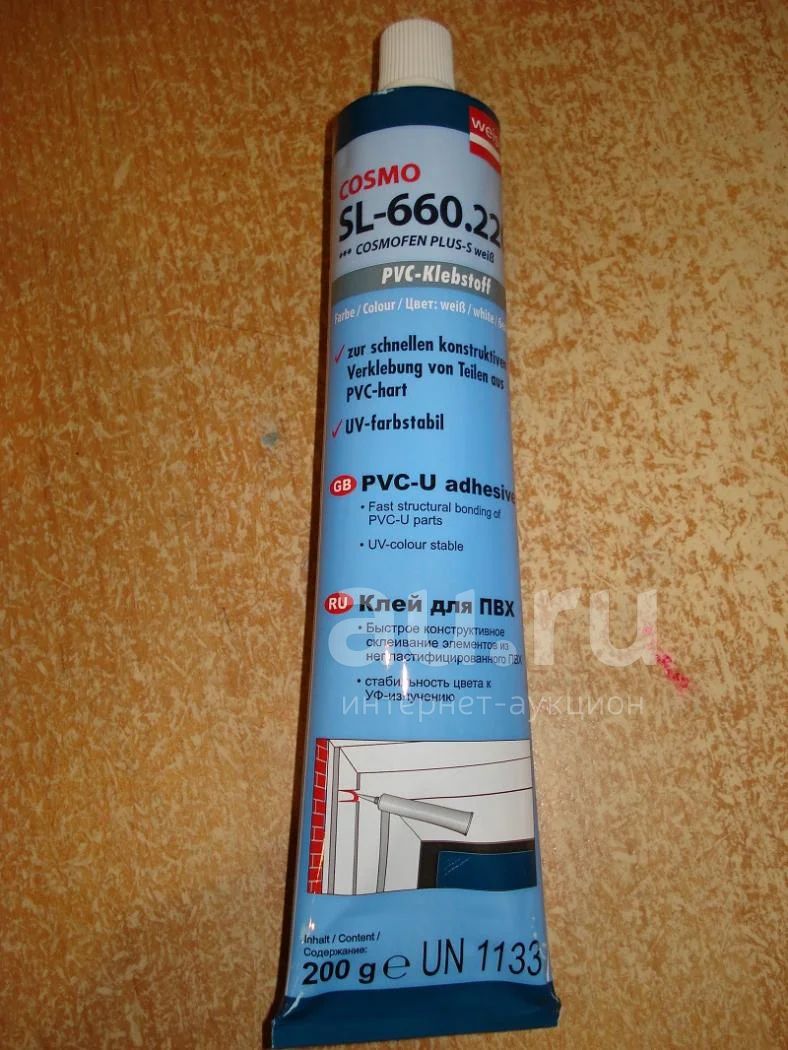 COSMO
SL-660.22
*** COSMOFEN PLUS-S weiß
PVC-Klebstoff
Farbe / Colour / Цвет: weiß / white /
✓ zur schnellen konstruktiven
Verklebung von Teilen aus
PVC-hart
✓ UV-farbstabil
GB PVC-U adhesive
• Fast structural bonding of
PVC-U parts
• UV-colour stable
RU Клей для ПВХ
• Быстрое конструктивное
склеивание элементов из
непластифицированного ПВХ
• стабильность цвета к
УФ-излучению
au.ru
интернет-аукцион
Inhalt / Content /
Содержание:
200 g ℮ UN 1133